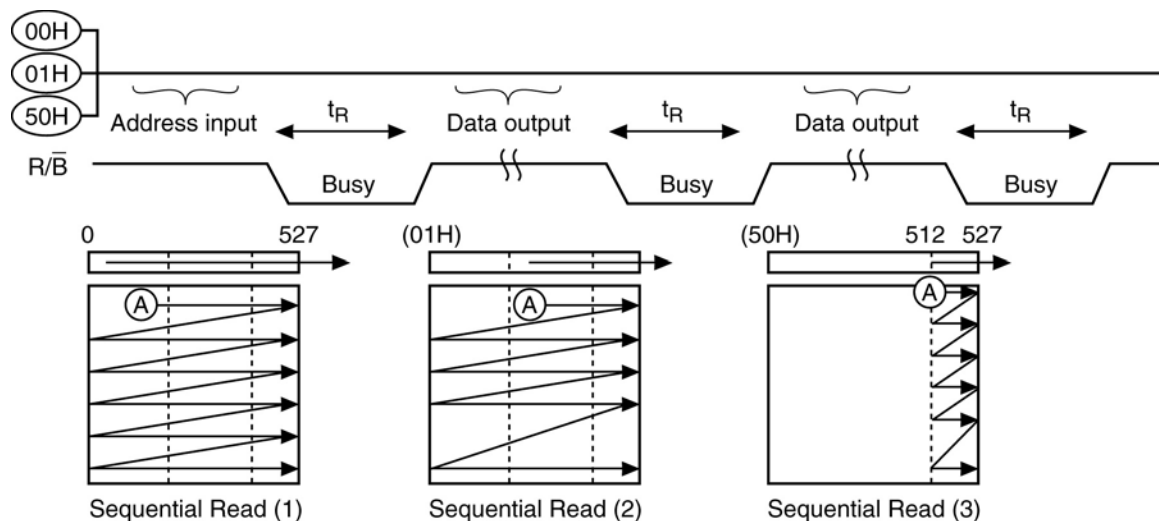 00H
01H
50H
Address input
tR
Data output
tR
Data output
tR
R/B̅
Busy
Busy
Busy
0 527
(01H)
(50H) 512 527
A
A
A
Sequential Read (1)
Sequential Read (2)
Sequential Read (3)